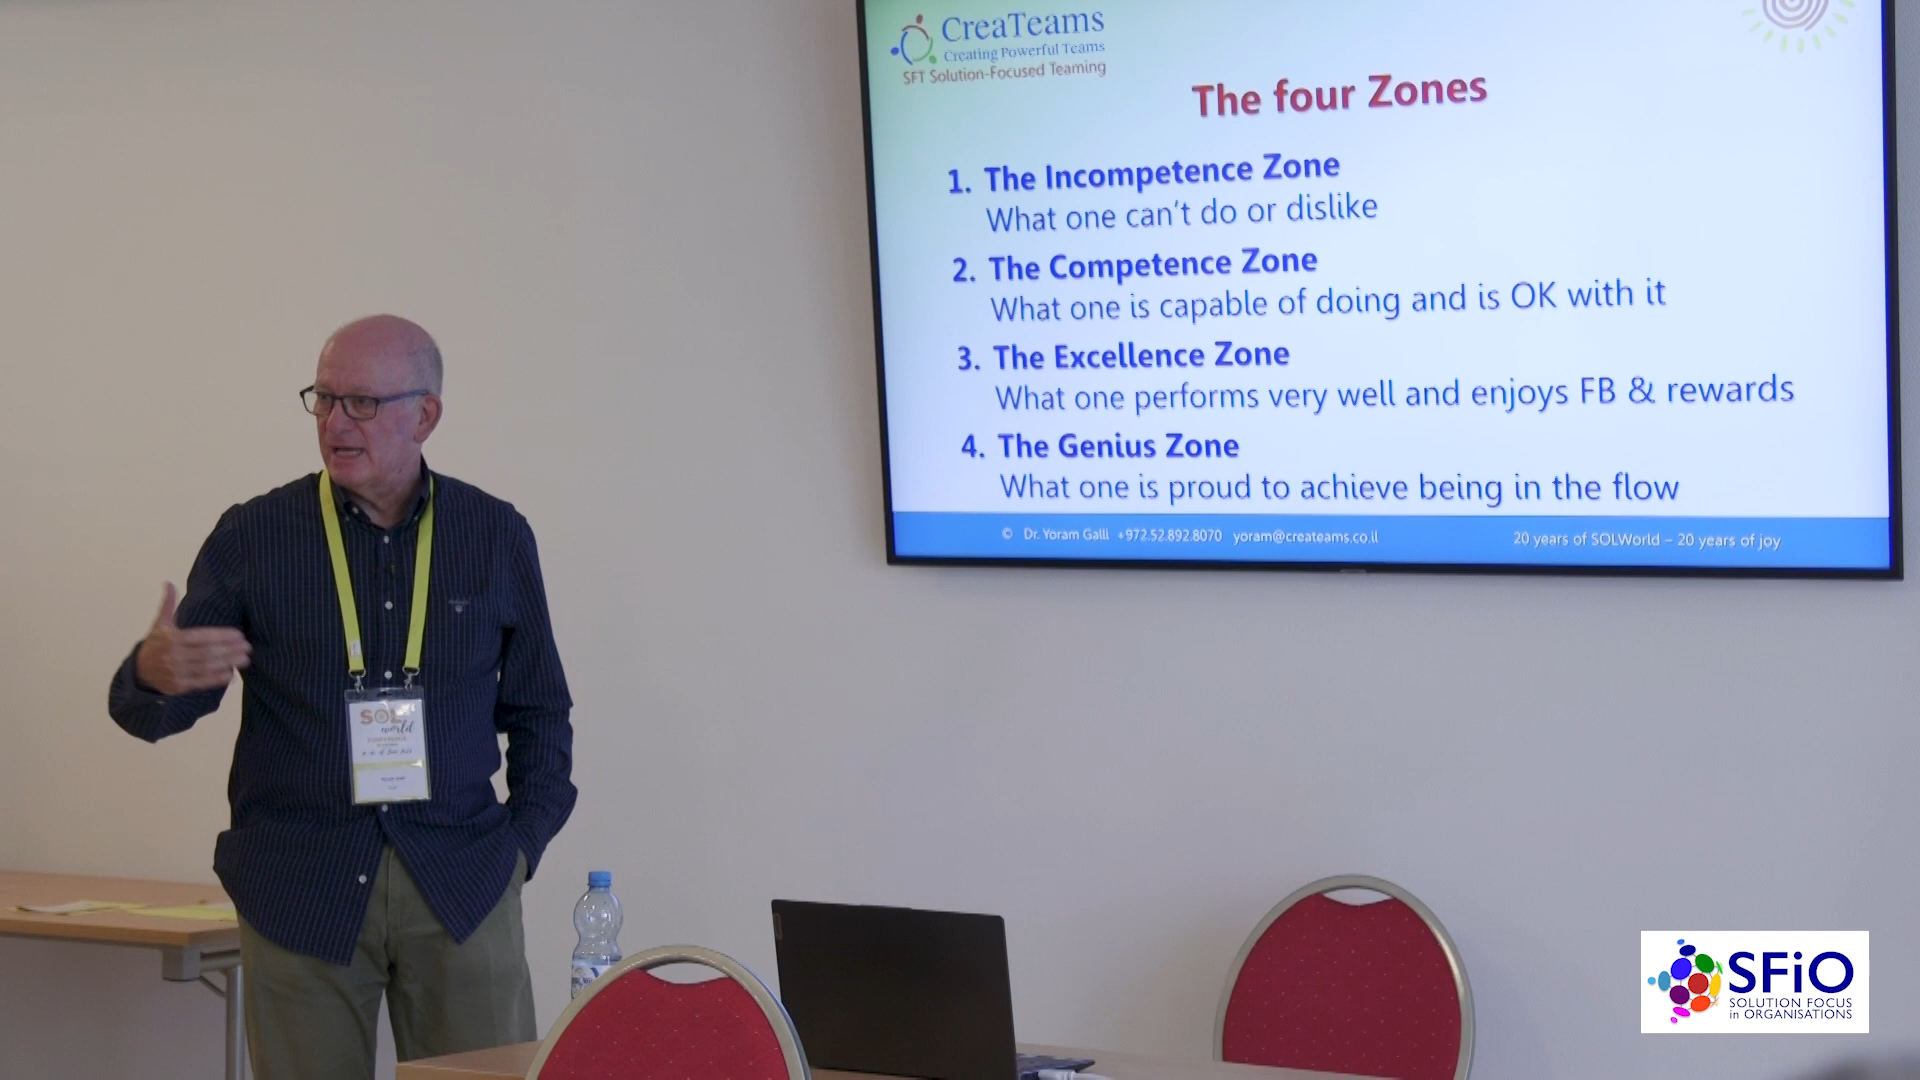 CreaTeams
Creating Powerful Teams
SFT Solution-Focused Teaming
The four Zones
1. The Incompetence Zone
What one can't do or dislike
2. The Competence Zone
What one is capable of doing and is OK with it
3. The Excellence Zone
What one performs very well and enjoys FB & rewards
4. The Genius Zone
What one is proud to achieve being in the flow
© Dr. Yoram Galli +972.52.892.8070 yoram@createams.co.il
20 years of SOLWorld – 20 years of joy
SOL
world
SFiO
SOLUTION FOCUS
in ORGANISATIONS